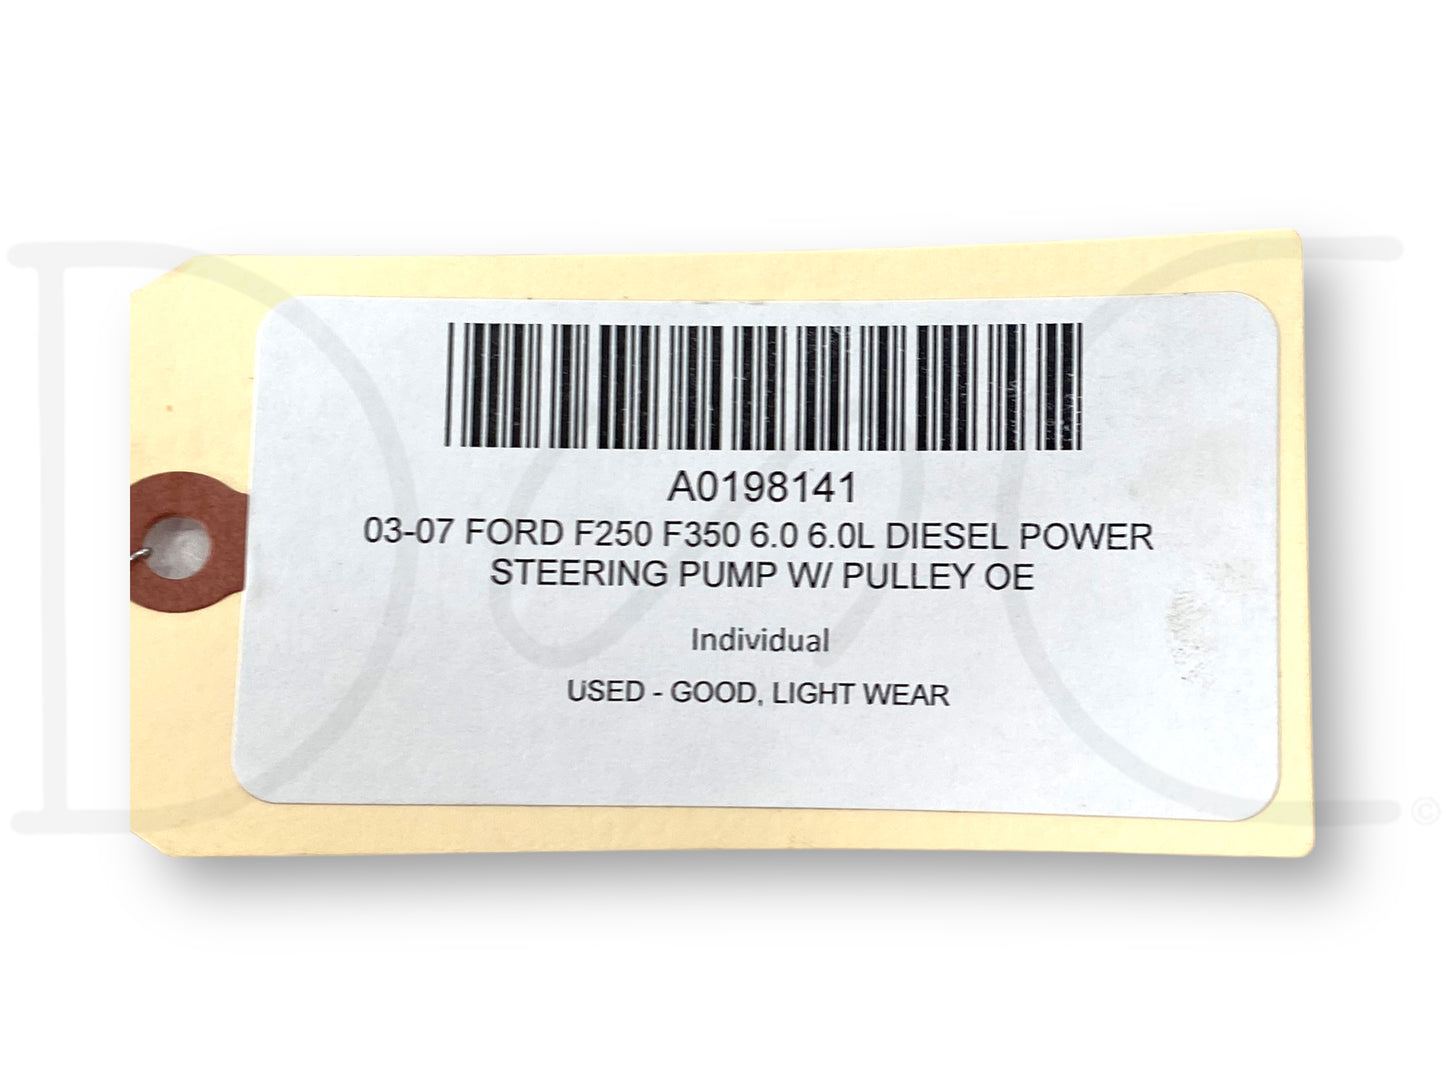 A0198141
03-07 FORD F250 F350 6.0 6.0L DIESEL POWER
STEERING PUMP W/ PULLEY OE
Individual
USED - GOOD, LIGHT WEAR
©